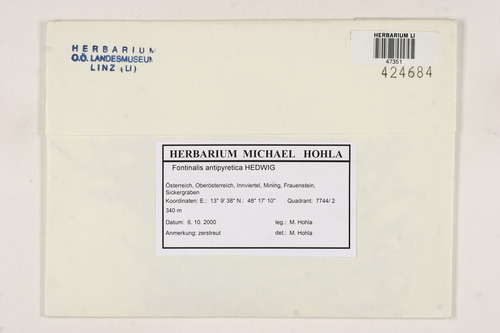 HERBARIUM
O.Ö. LANDESMUSEUM
LINZ (LI)
HERBARIUM LI
47351
424684
HERBARIUM MICHAEL HOHLA
Fontinalis antipyretica HEDWIG
Österreich, Oberösterreich, Innviertel, Mining, Frauenstein,
Sickergraben
Koordinaten: E.: 13° 9' 38" N.: 48° 17' 10" Quadrant: 7744/ 2
340 m
Datum: 6. 10. 2000 leg.: M. Hohla
Anmerkung: zerstreut det.: M. Hohla